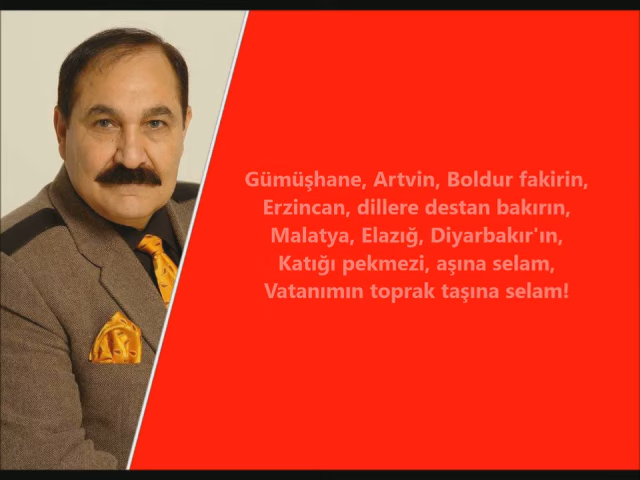 Gümüşhane, Artvin, Boldur fakirin,
Erzincan, dillere destan bakırın,
Malatya, Elazığ, Diyarbakır'ın,
Katığı pekmezi, aşına selam,
Vatanımın toprak taşına selam!